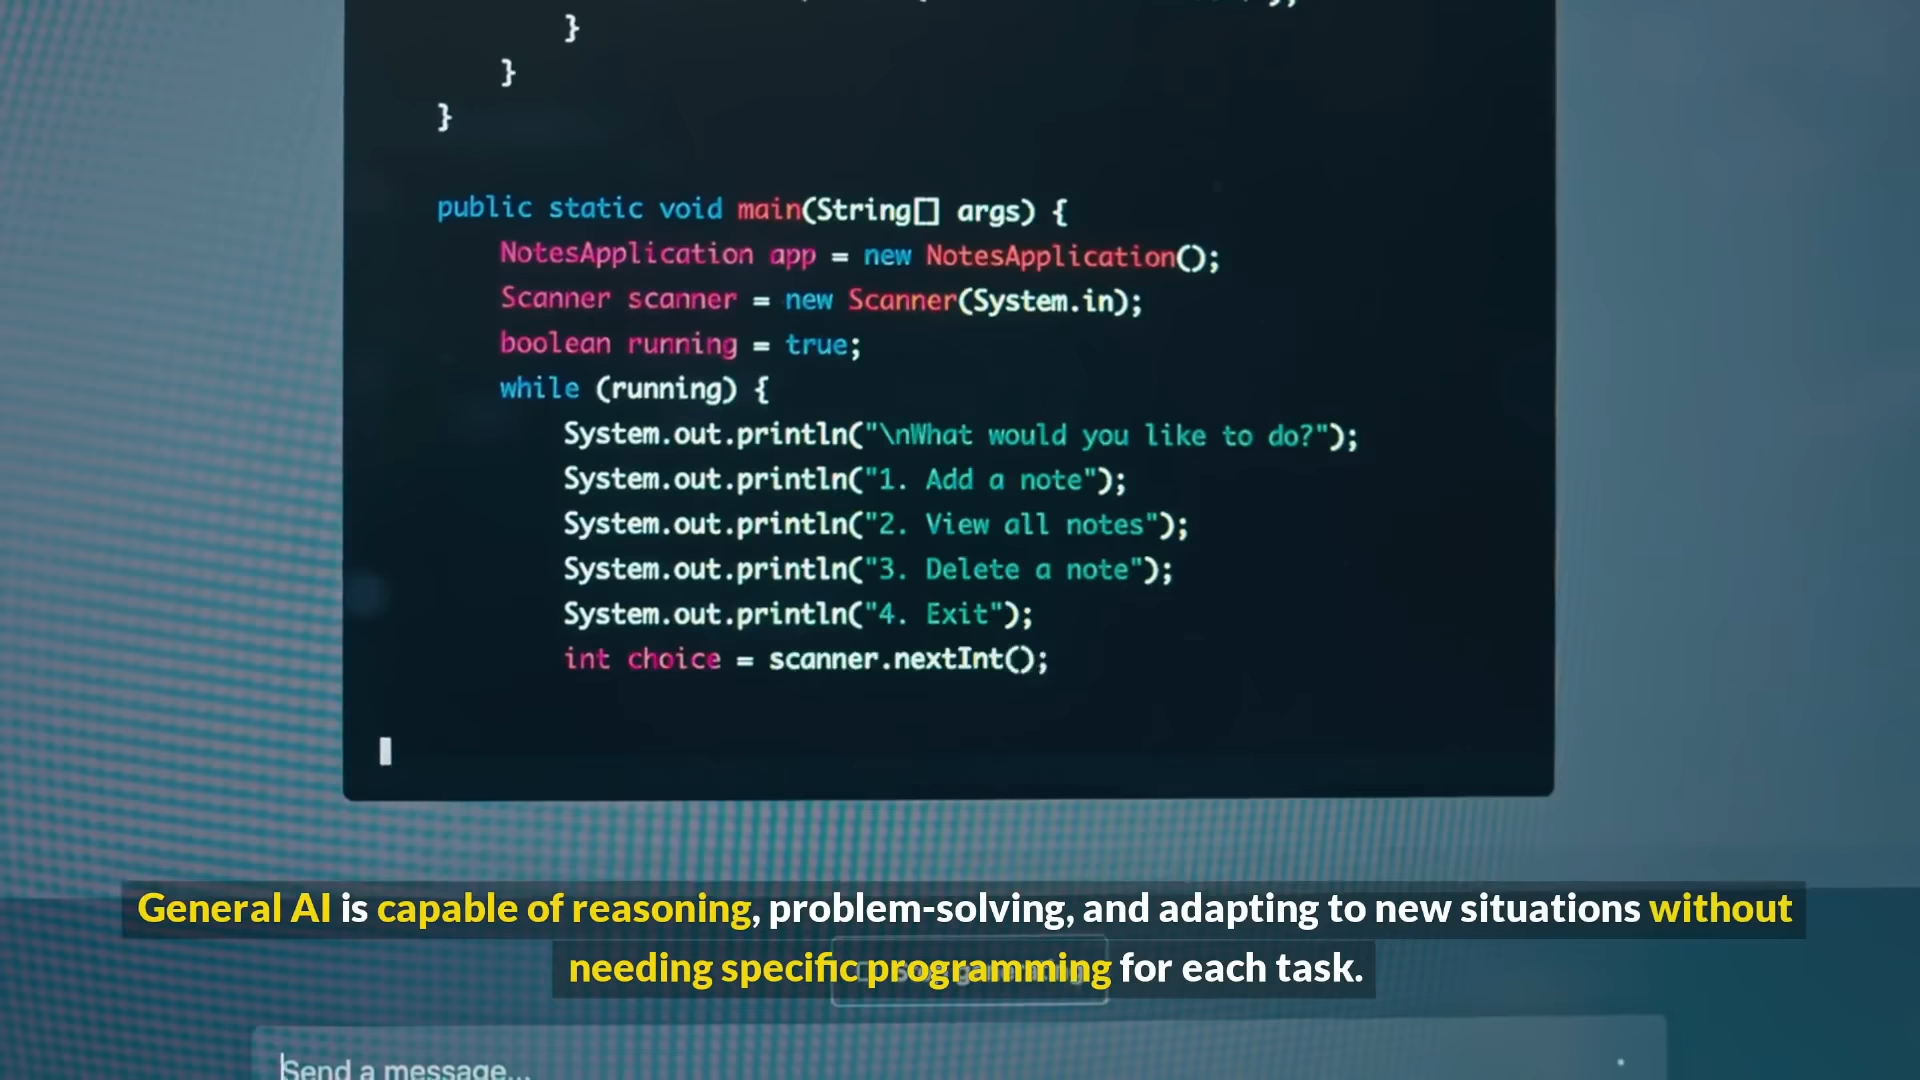 }
}
}
public static void main(String[] args) {
NotesApplication app = new NotesApplication();
Scanner scanner = new Scanner(System.in);
boolean running = true;
while (running) {
System.out.println("\nWhat would you like to do?");
System.out.println("1. Add a note");
System.out.println("2. View all notes");
System.out.println("3. Delete a note");
System.out.println("4. Exit");
int choice = scanner.nextInt();
General AI is capable of reasoning, problem-solving, and adapting to new situations without
needing specific programming for each task.
Send a message...